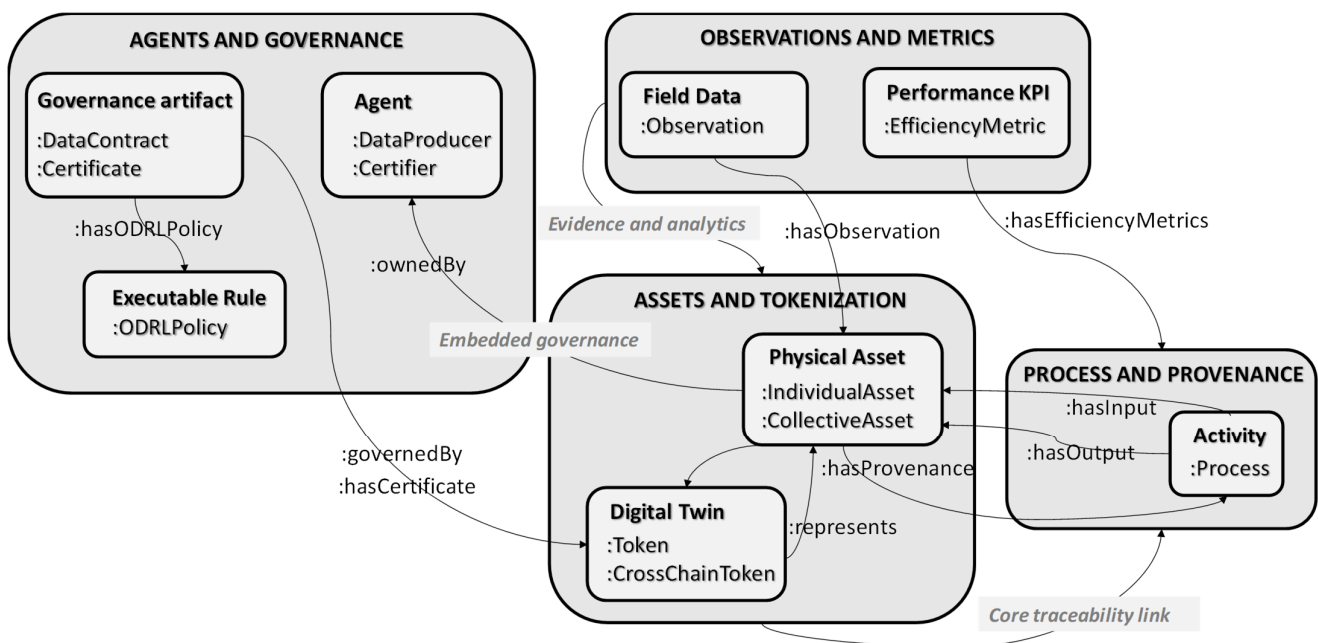 AGENTS AND GOVERNANCE
Governance artifact
:DataContract
:Certificate
Agent
:DataProducer
:Certifier
:hasODRLPolicy
Executable Rule
:ODRLPolicy
:ownedBy
OBSERVATIONS AND METRICS
Field Data
:Observation
Performance KPI
:EfficiencyMetric
Evidence and analytics
:hasObservation
:hasEfficiencyMetrics
Embedded governance
ASSETS AND TOKENIZATION
Physical Asset
:IndividualAsset
:CollectiveAsset
:governedBy
:hasCertificate
:hasProvenance
Digital Twin
:Token
:CrossChainToken
:represents
PROCESS AND PROVENANCE
:hasInput
:hasOutput
Activity
:Process
Core traceability link